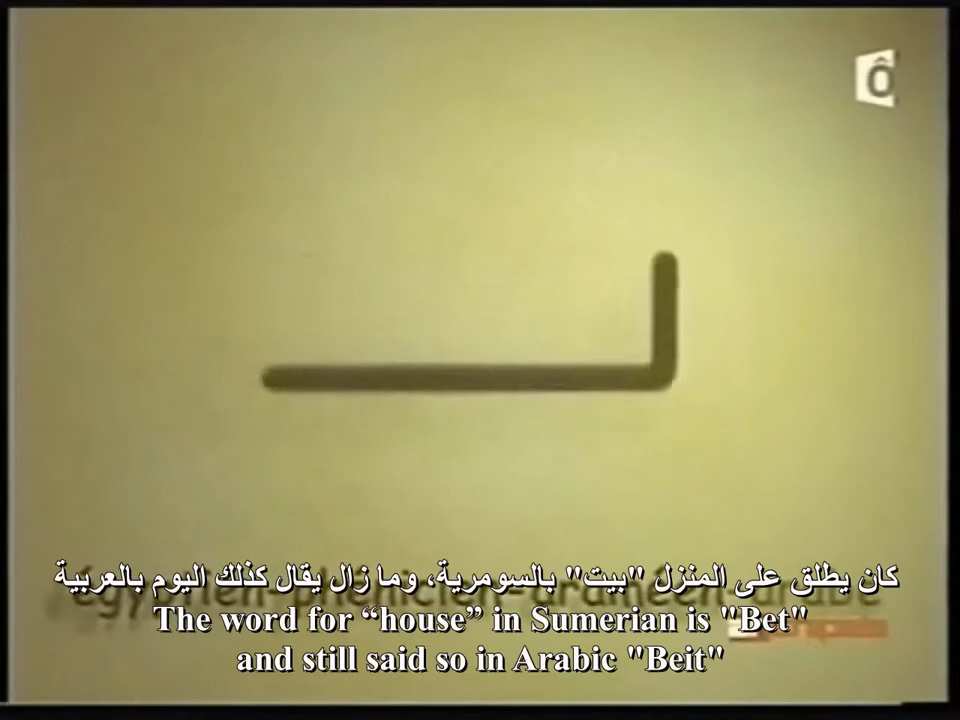 Ô
كان يطلق على المنزل "بيت" بالسومرية، وما زال يقال كذلك اليوم بالعربية
The word for “house” in Sumerian is "Bet"
and still said so in Arabic "Beit"